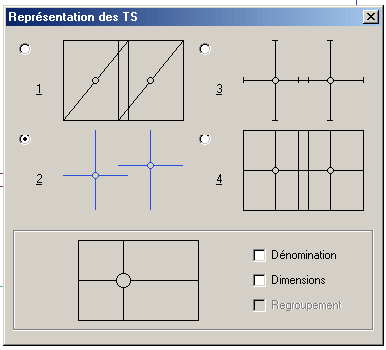 Représentation des TS
1
3
2
4
Dénomination
Dimensions
Regroupement